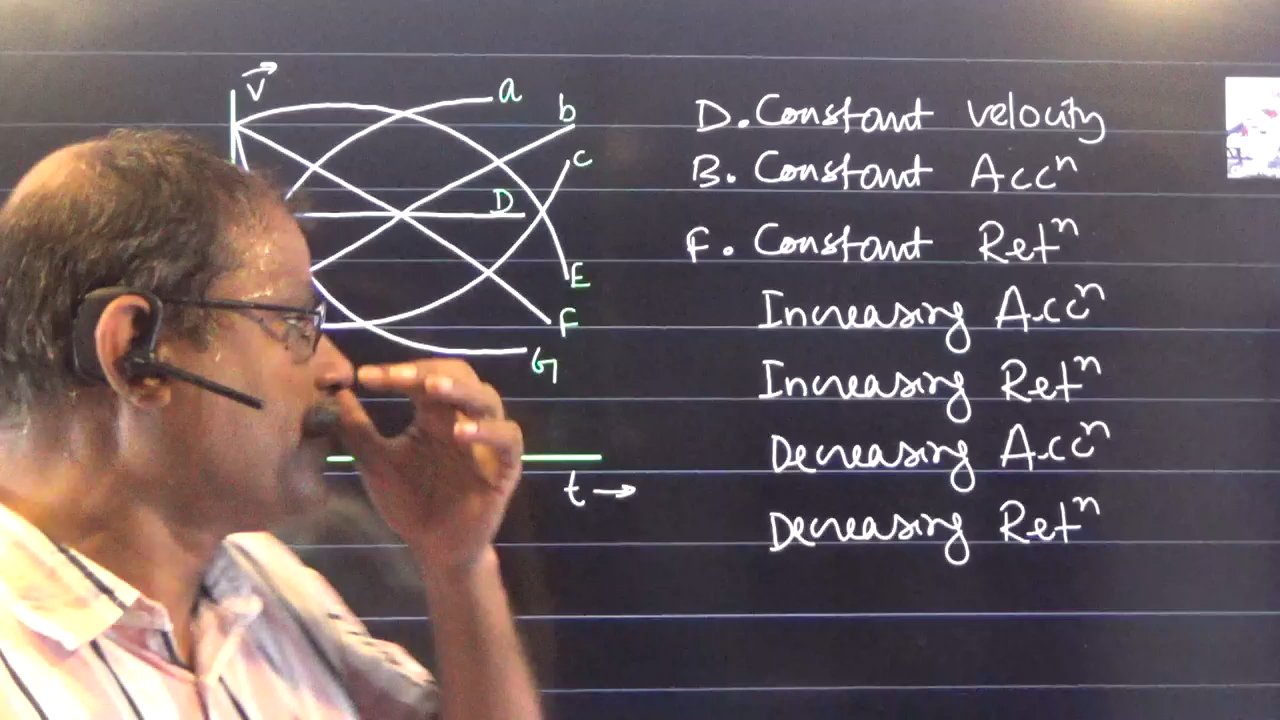 V
a
b
c
D
E
F
G
t →
D. Constant velocity
B. Constant Accⁿ
F. Constant Retⁿ
Increasing Accⁿ
Increasing Retⁿ
Decreasing Accⁿ
Decreasing Retⁿ